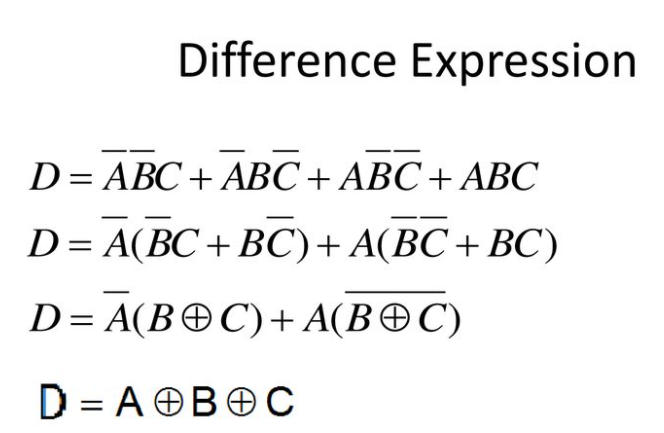 Difference Expression
D = A̅B̅C + A̅BC̅ + AB̅C̅ + ABC
D = A̅(B̅C + BC̅) + A(B̅C̅ + BC)
D = A̅(B ⊕ C) + A(B̅ ̅⊕̅ ̅C̅)
D = A ⊕ B ⊕ C